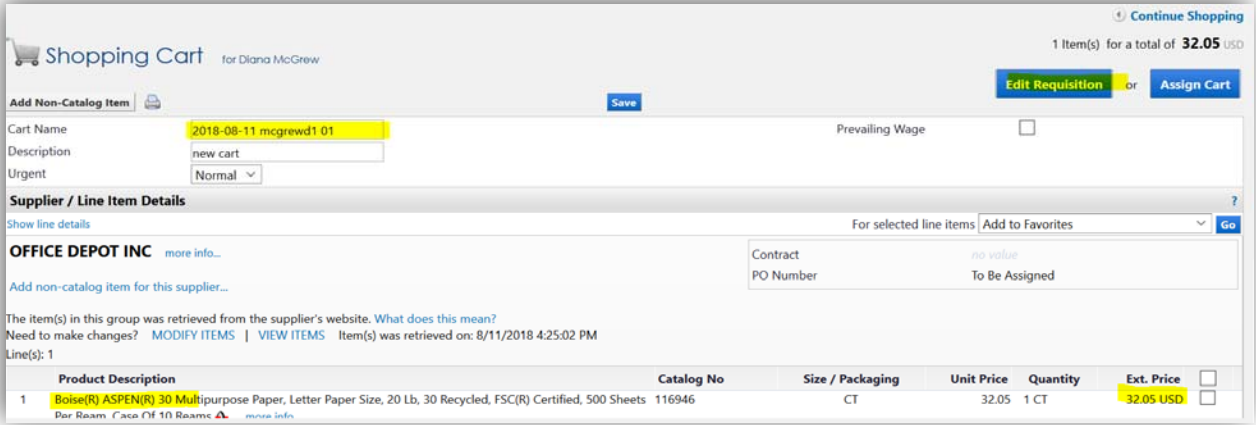 Continue Shopping
Shopping Cart for Diana McGrew
1 Item(s) for a total of 32.05 USD
Edit Requisition or Assign Cart
Add Non-Catalog Item Save
Cart Name 2018-08-11 mcgrewd1 01 Prevailing Wage
Description new cart
Urgent Normal
Supplier / Line Item Details ?
Show line details For selected line items Add to Favorites Go
OFFICE DEPOT INC more info...
Contract no value
PO Number To Be Assigned
Add non-catalog item for this supplier...
The item(s) in this group was retrieved from the supplier's website. What does this mean?
Need to make changes? MODIFY ITEMS | VIEW ITEMS Item(s) was retrieved on: 8/11/2018 4:25:02 PM
Line(s): 1
Product Description Catalog No Size / Packaging Unit Price Quantity Ext. Price
1 Boise(R) ASPEN(R) 30 Multipurpose Paper, Letter Paper Size, 20 Lb, 30 Recycled, FSC(R) Certified, 500 Sheets 116946 CT 32.05 1 CT 32.05 USD
Per Ream, Case Of 10 Reams more info...